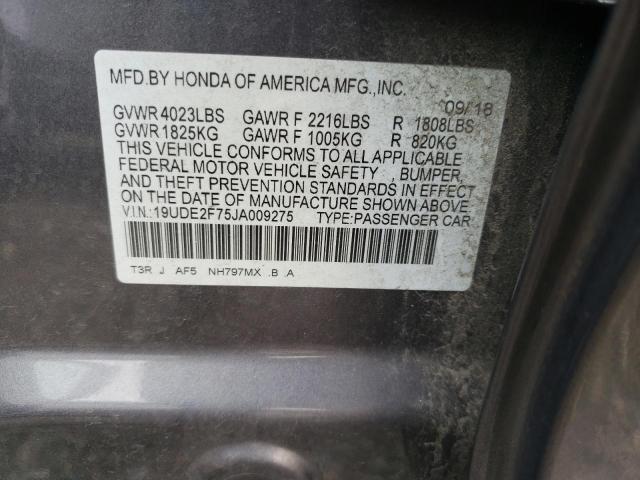 MFD.BY HONDA OF AMERICA MFG.,INC. 09/18
GVWR 4023LBS GAWR F 2216LBS R 1808LBS
GVWR 1825KG GAWR F 1005KG R 820KG
THIS VEHICLE CONFORMS TO ALL APPLICABLE
FEDERAL MOTOR VEHICLE SAFETY , BUMPER,
AND THEFT PREVENTION STANDARDS IN EFFECT
ON THE DATE OF MANUFACTURE SHOWN ABOVE.
V.I.N.:19UDE2F75JA009275 TYPE:PASSENGER CAR
T3R J AF5 NH797MX .B .A